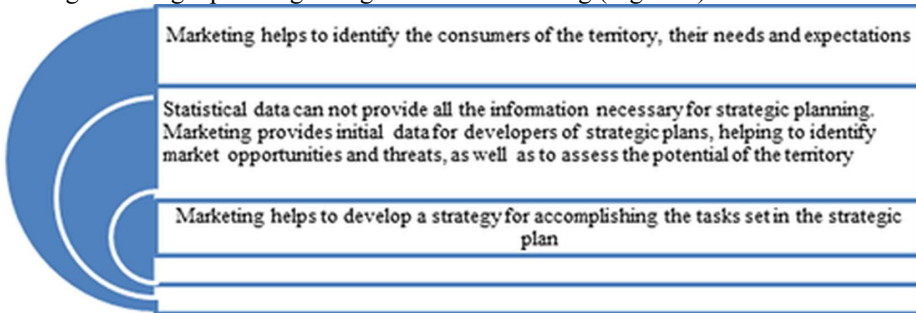 Marketing helps to identify the consumers of the territory, their needs and expectations
Statistical data can not provide all the information necessary for strategic planning.
Marketing provides initial data for developers of strategic plans, helping to identify
market opportunities and threats, as well as to assess the potential of the territory
Marketing helps to develop a strategy for accomplishing the tasks set in the strategic
plan